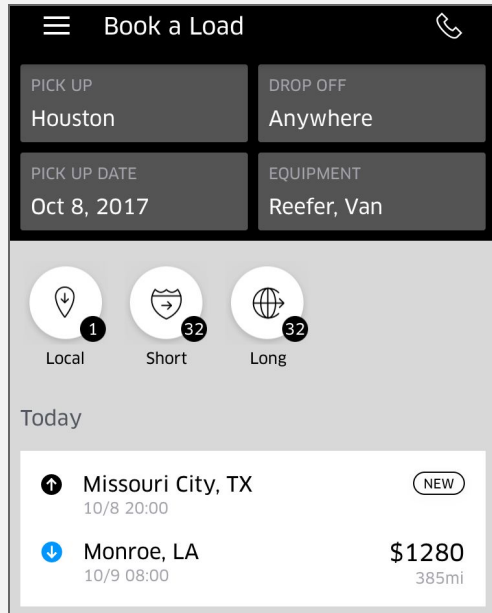 Book a Load
PICK UP
Houston
DROP OFF
Anywhere
PICK UP DATE
Oct 8, 2017
EQUIPMENT
Reefer, Van
1
Local
32
Short
32
Long
Today
Missouri City, TX
NEW
10/8 20:00
Monroe, LA
$1280
10/9 08:00
385mi